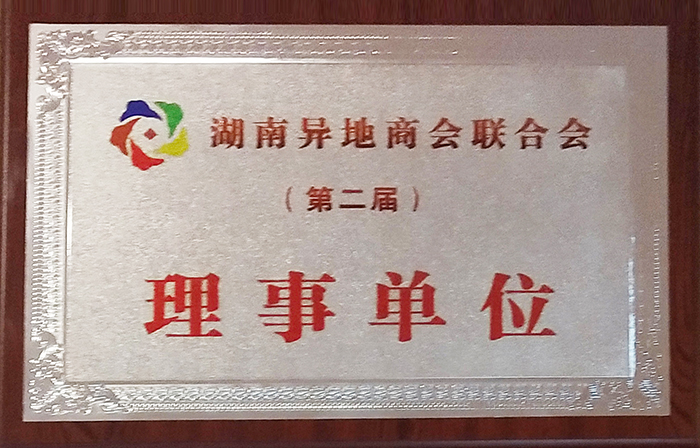 湖南异地商会联合会
（第二届）
理事单位